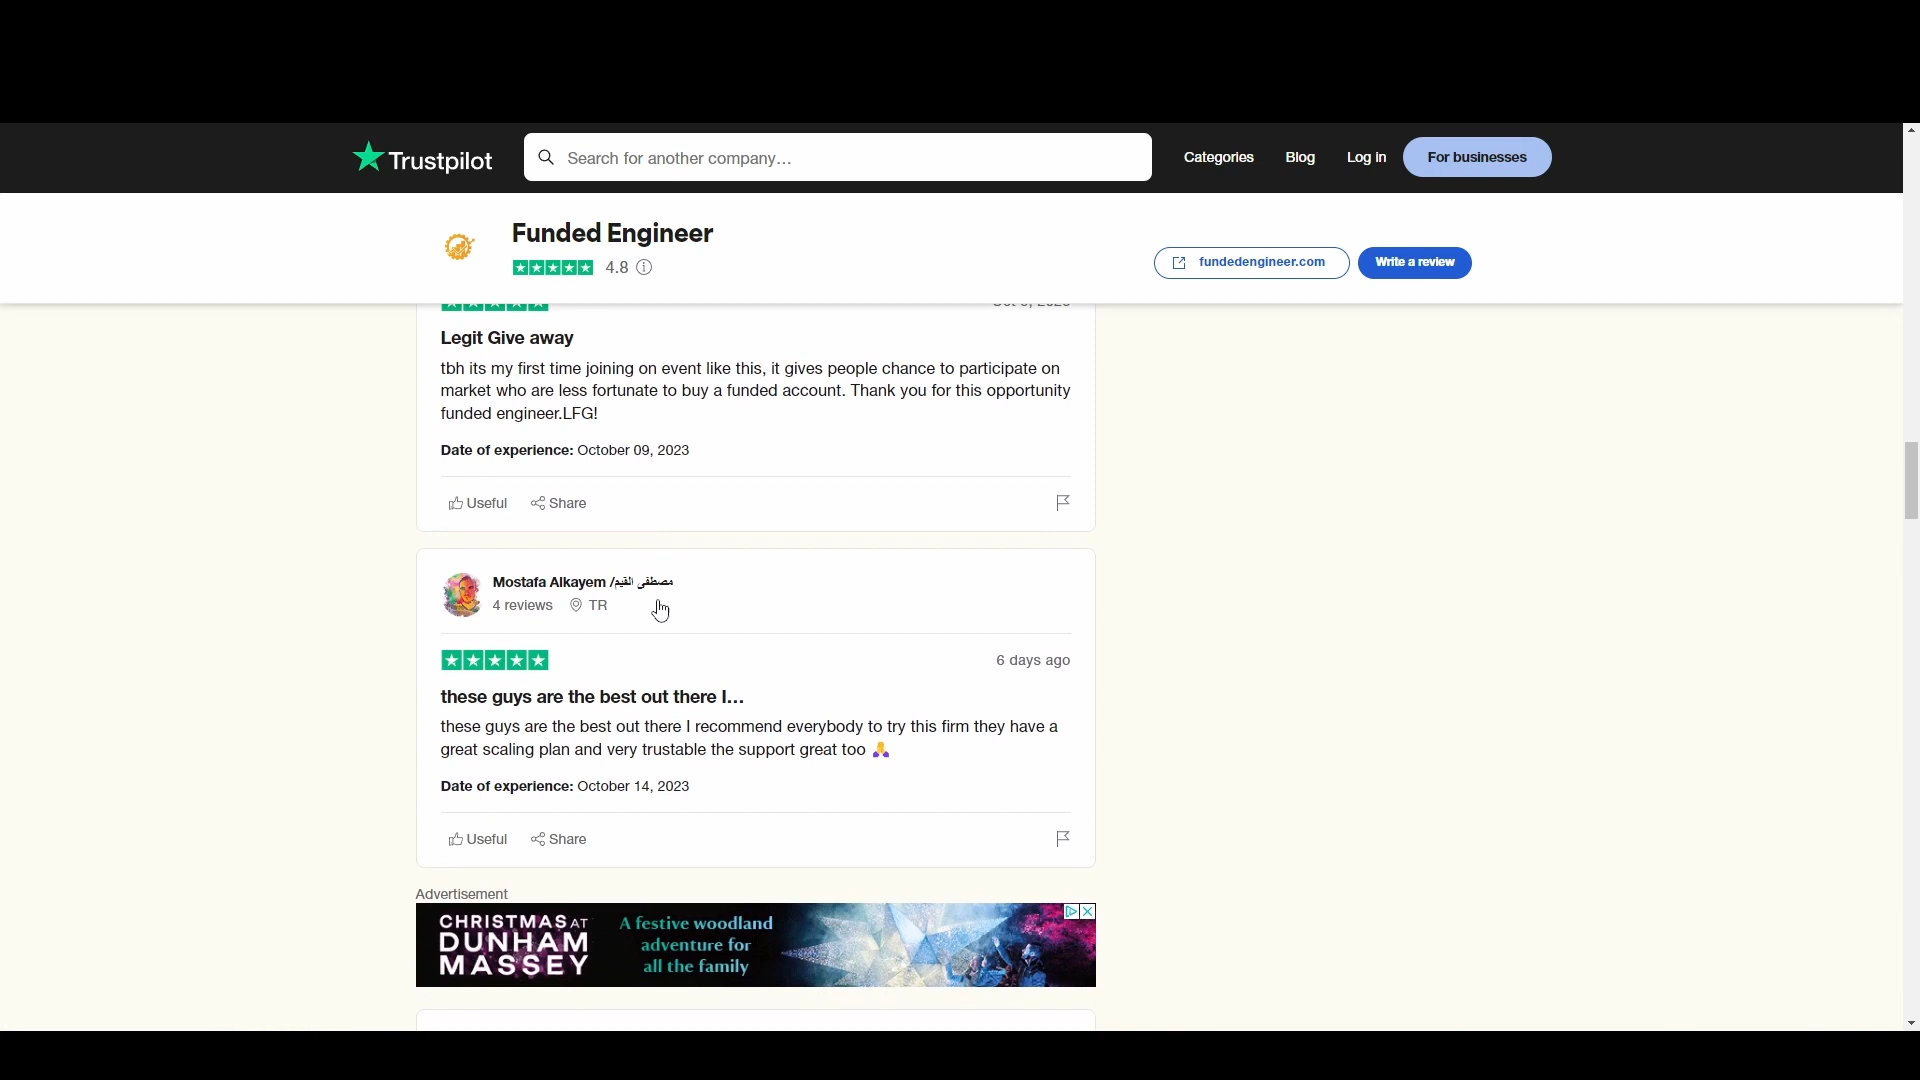 Trustpilot
Search for another company...
Categories
Blog
Log in
For businesses
Funded Engineer
4.8
fundedengineer.com
Write a review
Legit Give away
tbh its my first time joining on event like this, it gives people chance to participate on
market who are less fortunate to buy a funded account. Thank you for this opportunity
funded engineer.LFG!
Date of experience: October 09, 2023
Useful
Share
Mostafa Alkayem /مصطفى القيم
4 reviews
TR
6 days ago
these guys are the best out there I...
these guys are the best out there I recommend everybody to try this firm they have a
great scaling plan and very trustable the support great too 🙏
Date of experience: October 14, 2023
Useful
Share
Advertisement
CHRISTMAS AT
DUNHAM
MASSEY
A festive woodland
adventure for
all the family